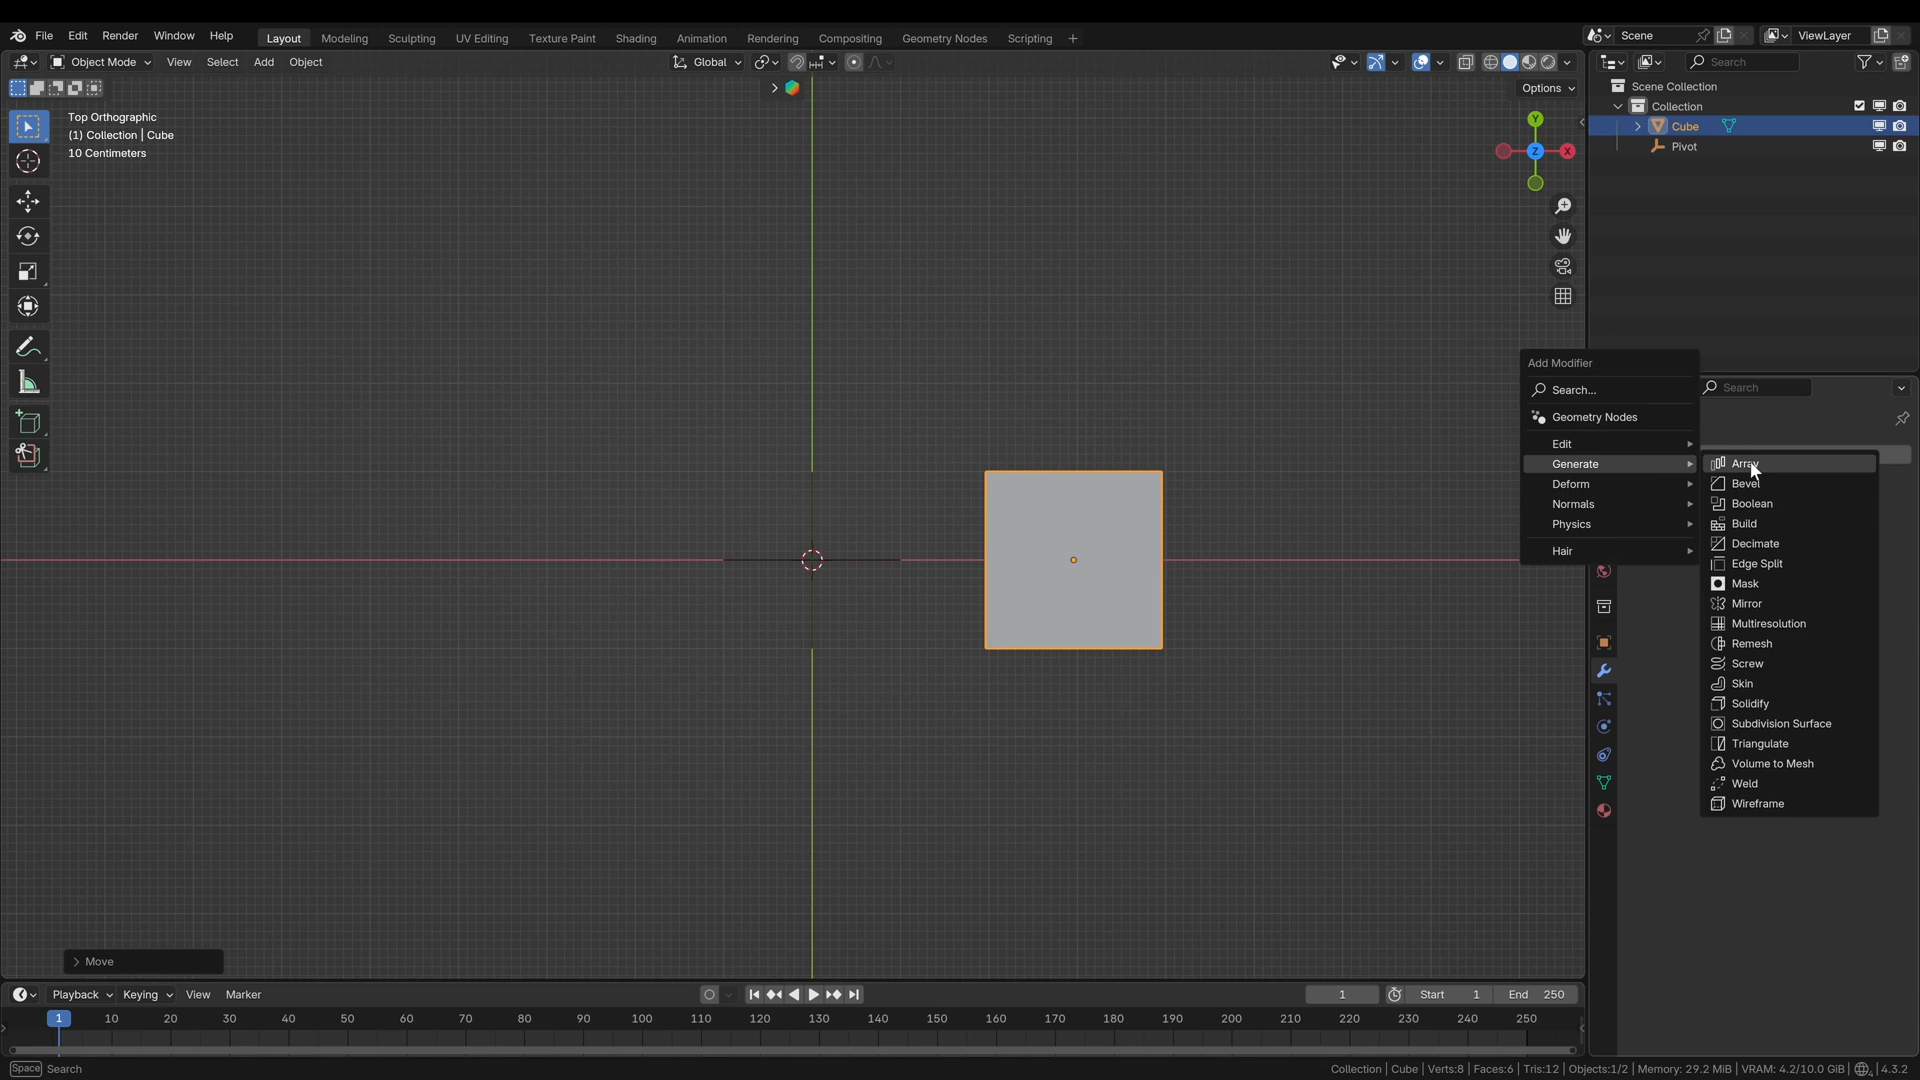 File Edit Render Window Help Layout Modeling Sculpting UV Editing Texture Paint Shading Animation Rendering Compositing Geometry Nodes Scripting + Scene ViewLayer
Object Mode View Select Add Object Global Search
Options
Scene Collection
Collection
Cube
Pivot
Top Orthographic
(1) Collection | Cube
10 Centimeters
Y
Z
X
Add Modifier
Search...
Geometry Nodes
Edit
Generate
Deform
Normals
Physics
Hair
Search
Array
Bevel
Boolean
Build
Decimate
Edge Split
Mask
Mirror
Multiresolution
Remesh
Screw
Skin
Solidify
Subdivision Surface
Triangulate
Volume to Mesh
Weld
Wireframe
Move
Playback Keying View Marker 1 Start 1 End 250
1 10 20 30 40 50 60 70 80 90 100 110 120 130 140 150 160 170 180 190 200 210 220 230 240 250
Space Search Collection | Cube | Verts:8 | Faces:6 | Tris:12 | Objects:1/2 | Memory: 29.2 MiB | VRAM: 4.2/10.0 GiB | 4.3.2